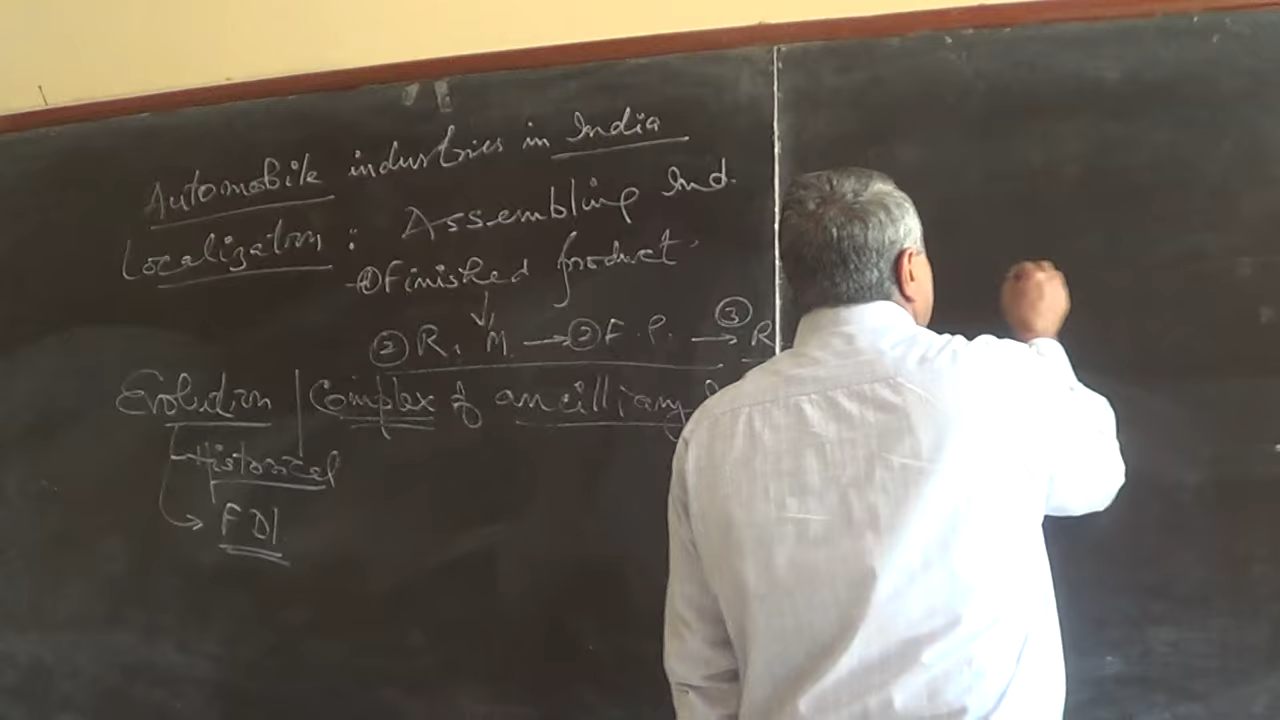 Automobile industries in India
Localization : Assembling Ind.
① Finished product
② R. M. → ② F. P. → ③ R
Evolution | Complex of ancilliary
Historical
→ FDI